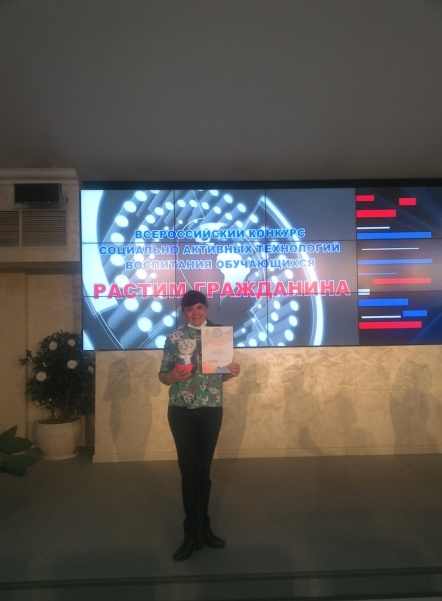 ВСЕРОССИЙСКИЙ КОНКУРС
СОЦИАЛЬНО АКТИВНЫХ ТЕХНОЛОГИЙ
ВОСПИТАНИЯ ОБУЧАЮЩИХСЯ
РАСТИМ ГРАЖДАНИНА